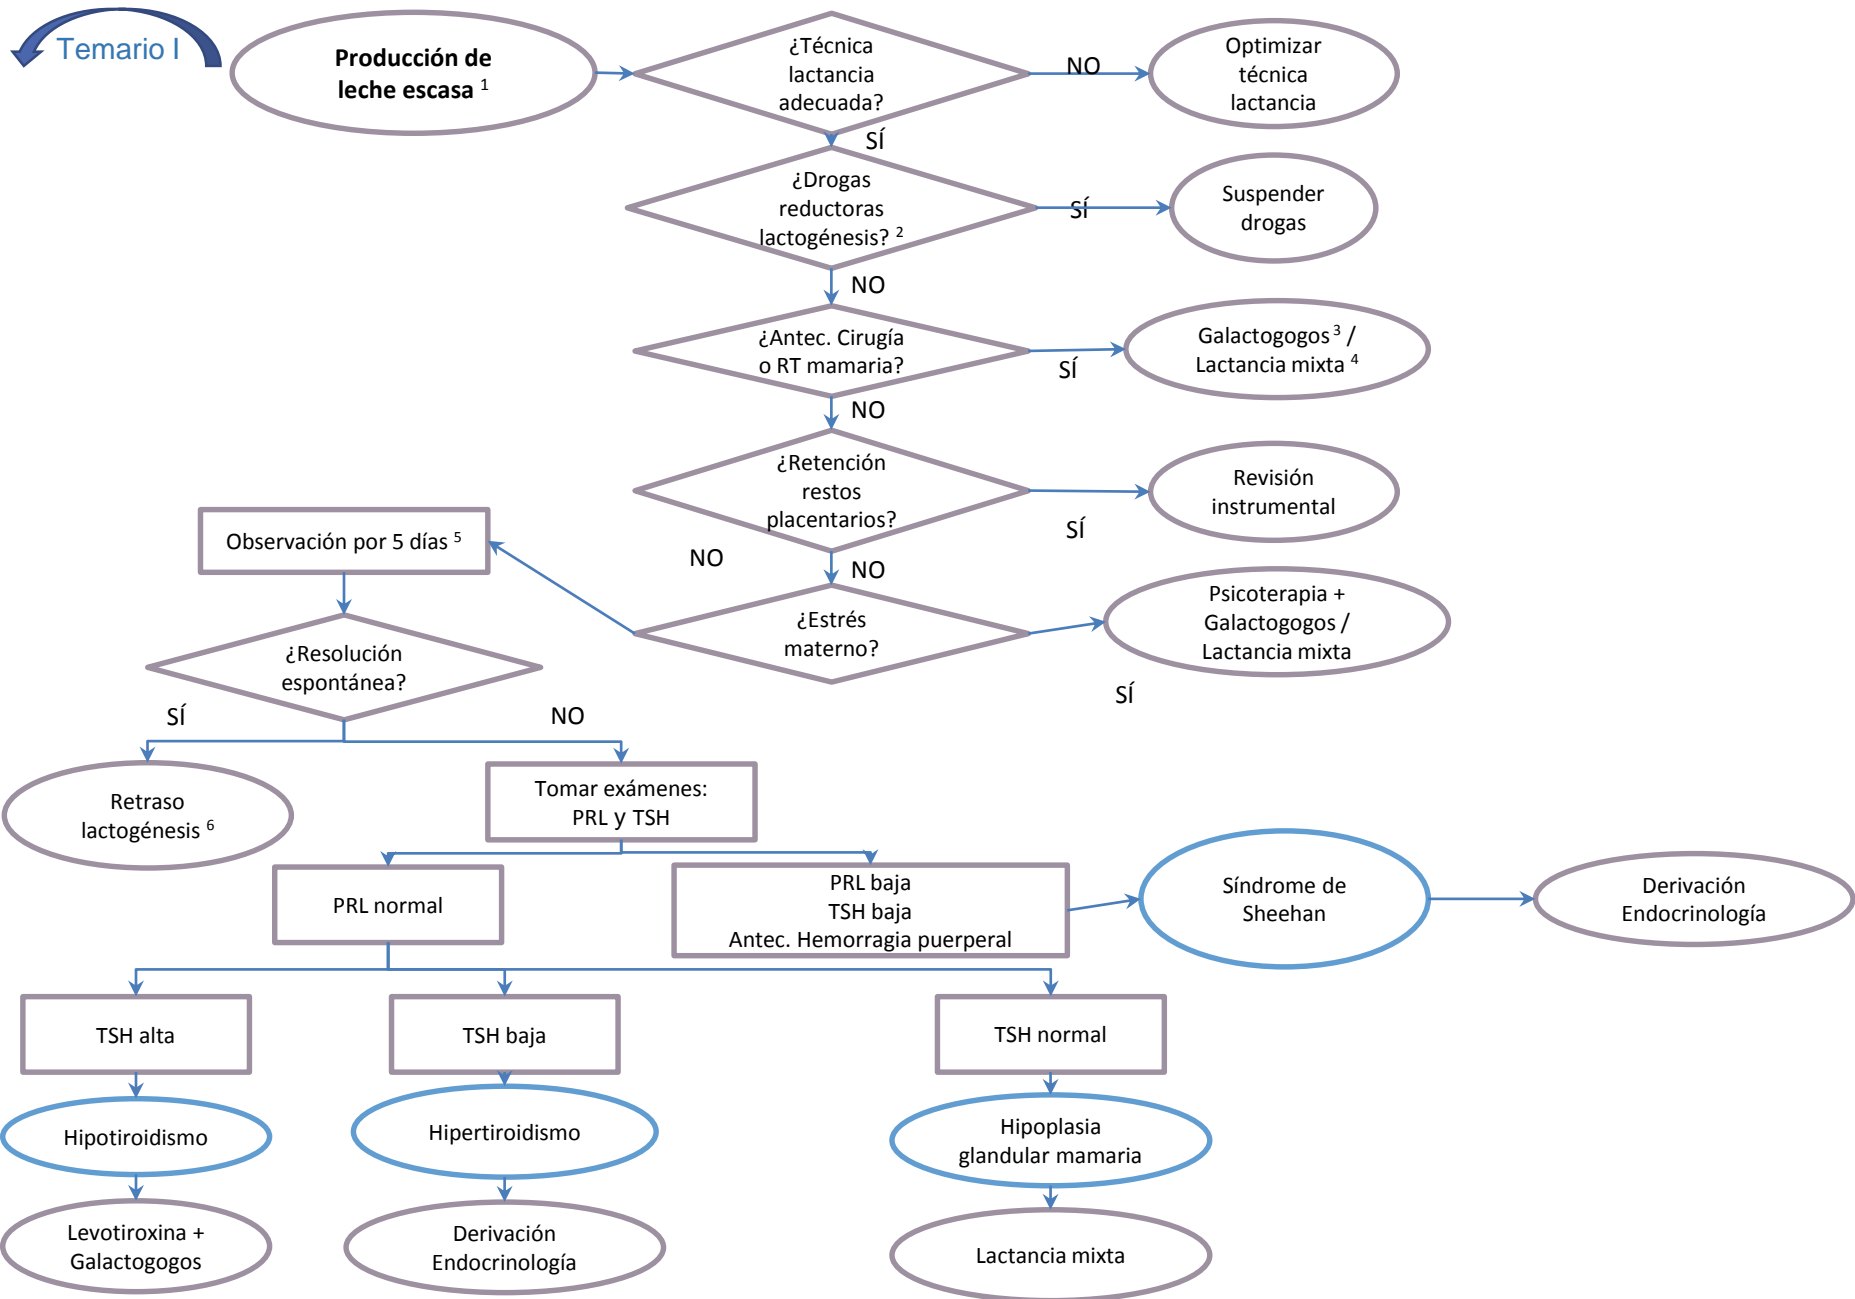 Temario I
Producción de
leche escasa 1
¿Técnica
lactancia
adecuada?
NO
Optimizar
técnica
lactancia
SÍ
¿Drogas
reductoras
lactogénesis? 2
SÍ
Suspender
drogas
NO
¿Antec. Cirugía
o RT mamaria?
SÍ
Galactogogos 3 /
Lactancia mixta 4
NO
¿Retención
restos
placentarios?
SÍ
Revisión
instrumental
NO
NO
¿Estrés
materno?
SÍ
Psicoterapia +
Galactogogos /
Lactancia mixta
Observación por 5 días 5
¿Resolución
espontánea?
SÍ
NO
Retraso
lactogénesis 6
Tomar exámenes:
PRL y TSH
PRL normal
PRL baja
TSH baja
Antec. Hemorragia puerperal
Síndrome de
Sheehan
Derivación
Endocrinología
TSH alta
TSH baja
TSH normal
Hipotiroidismo
Hipertiroidismo
Hipoplasia
glandular mamaria
Levotiroxina +
Galactogogos
Derivación
Endocrinología
Lactancia mixta